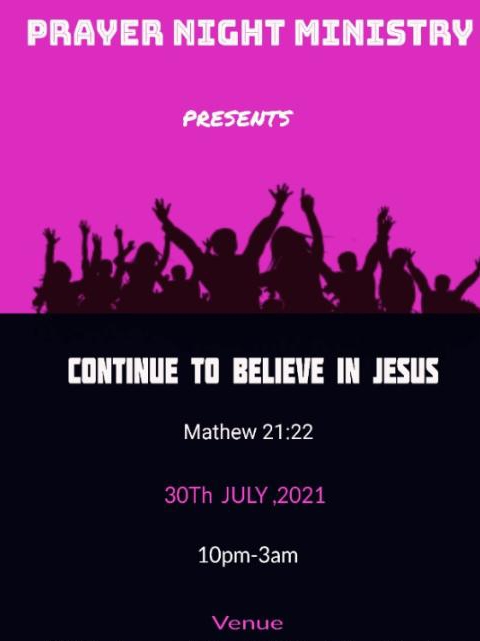 PRAYER NIGHT MINISTRY
PRESENTS
CONTINUE TO BELIEVE IN JESUS
Mathew 21:22
30Th JULY ,2021
10pm-3am
Venue